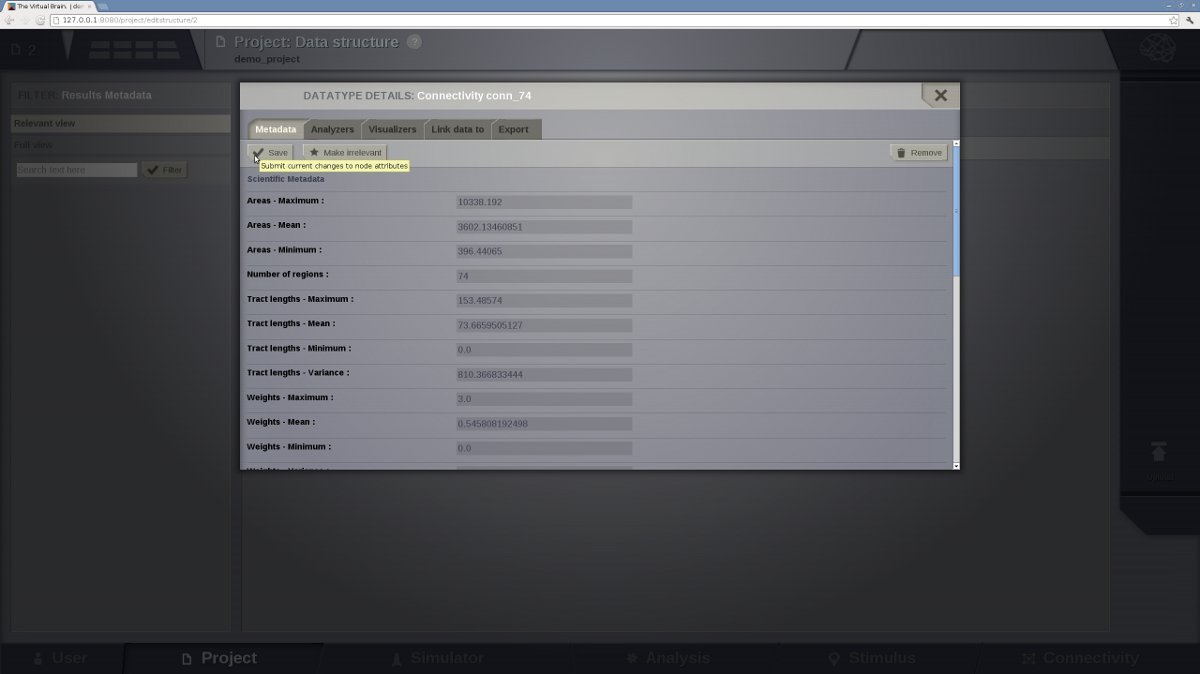 The Virtual Brain. | de
127.0.0.1:8080/project/editstructure/2
2
Project: Data structure ?
demo_project
FILTER: Results Metadata
Relevant view
Full view
Search text here
Filter
DATATYPE DETAILS: Connectivity conn_74
Metadata Analyzers Visualizers Link data to Export
Save Make irrelevant Remove
Submit current changes to node attributes
Scientific Metadata
Areas - Maximum : 10338.192
Areas - Mean : 3602.13460851
Areas - Minimum : 396.44065
Number of regions : 74
Tract lengths - Maximum : 153.48574
Tract lengths - Mean : 73.6659505127
Tract lengths - Minimum : 0.0
Tract lengths - Variance : 810.366833444
Weights - Maximum : 3.0
Weights - Mean : 0.545808192498
Weights - Minimum : 0.0
Upload
User Project Simulator Analysis Stimulus Connectivity